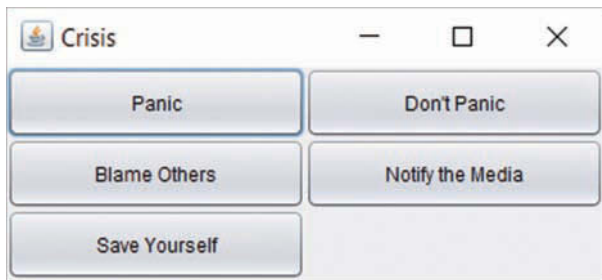 Crisis
Panic
Don't Panic
Blame Others
Notify the Media
Save Yourself